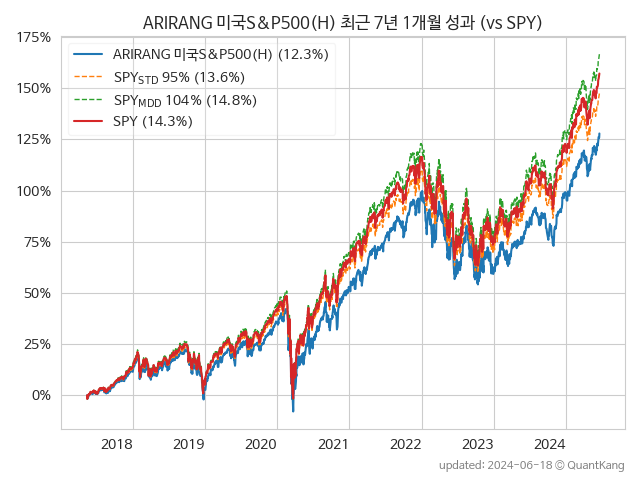 ARIRANG 미국S&P500(H) 최근 7년 1개월 성과 (vs SPY)
175%
150%
125%
100%
75%
50%
25%
0%
ARIRANG 미국S&P500(H) (12.3%)
SPY_STD 95% (13.6%)
SPY_MDD 104% (14.8%)
SPY (14.3%)
2018 2019 2020 2021 2022 2023 2024
updated: 2024-06-18 © QuantKang